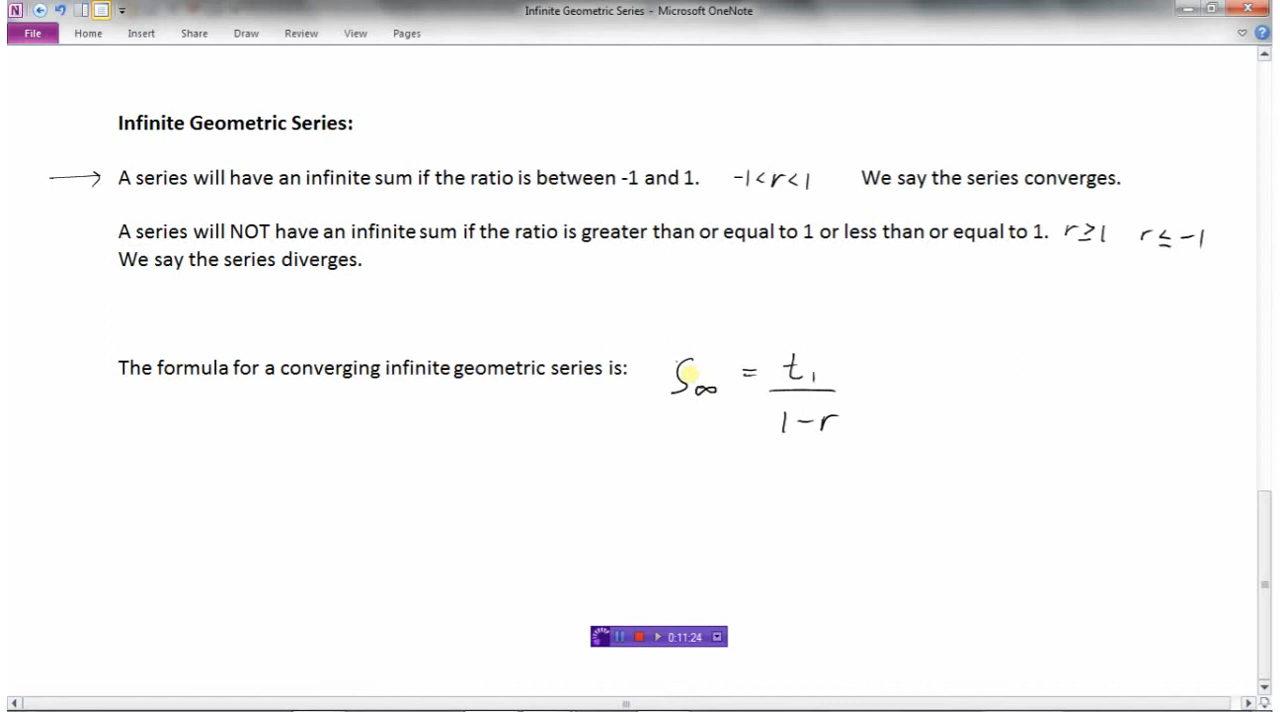 Infinite Geometric Series - Microsoft OneNote
File Home Insert Share Draw Review View Pages
Infinite Geometric Series:
A series will have an infinite sum if the ratio is between -1 and 1. -1 < r < 1 We say the series converges.
A series will NOT have an infinite sum if the ratio is greater than or equal to 1 or less than or equal to 1. r ≥ 1 r ≤ -1
We say the series diverges.
The formula for a converging infinite geometric series is: S∞ = t₁
1 - r
0:11:24